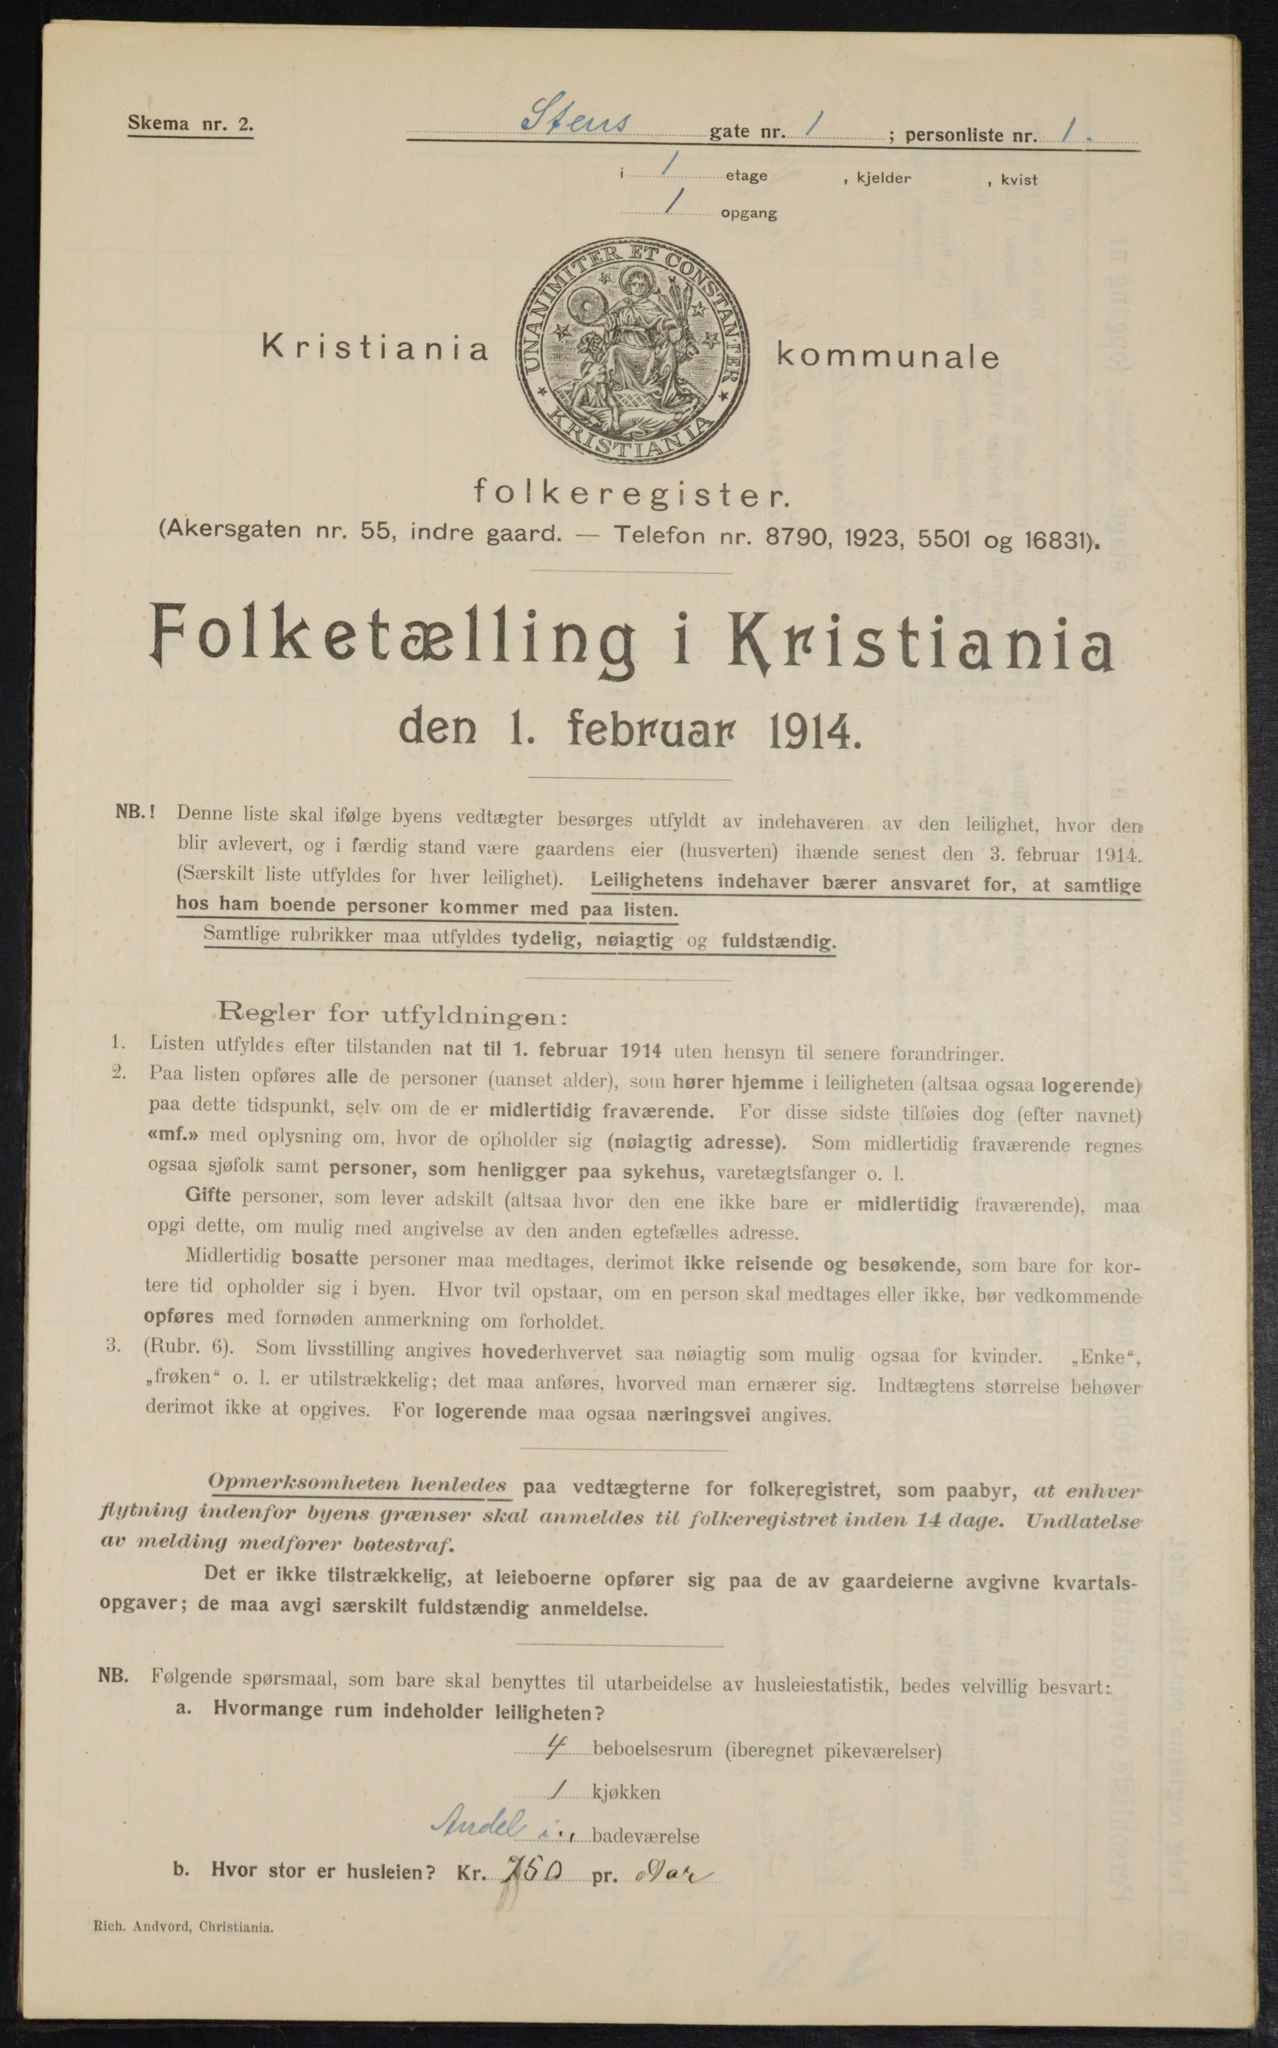 Skema nr. 2. Stens gate nr. 1 ; personliste nr. 1.
i 1 etage , kjelder , kvist
1 opgang
UNANIMITER ET CONSTANTER
KRISTIANIA
Kristiania kommunale
folkeregister.
(Akersgaten nr. 55, indre gaard. — Telefon nr. 8790, 1923, 5501 og 16831).
Folketælling i Kristiania
den 1. februar 1914.
NB.! Denne liste skal ifølge byens vedtægter besørges utfyldt av indehaveren av den leilighet, hvor den
blir avlevert, og i færdig stand være gaardens eier (husverten) ihænde senest den 3. februar 1914.
(Særskilt liste utfyldes for hver leilighet). Leilighetens indehaver bærer ansvaret for, at samtlige
hos ham boende personer kommer med paa listen.
Samtlige rubrikker maa utfyldes tydelig, nøiagtig og fuldstændig.
Regler for utfyldningen:
1. Listen utfyldes efter tilstanden nat til 1. februar 1914 uten hensyn til senere forandringer.
2. Paa listen opføres alle de personer (uanset alder), som hører hjemme i leiligheten (altsaa ogsaa logerende)
paa dette tidspunkt, selv om de er midlertidig fraværende. For disse sidste tilføies dog (efter navnet)
«mf.» med oplysning om, hvor de opholder sig (nøiagtig adresse). Som midlertidig fraværende regnes
ogsaa sjøfolk samt personer, som henligger paa sykehus, varetægtsfanger o. l.
Gifte personer, som lever adskilt (altsaa hvor den ene ikke bare er midlertidig fraværende), maa
opgi dette, om mulig med angivelse av den anden egtefælles adresse.
Midlertidig bosatte personer maa medtages, derimot ikke reisende og besøkende, som bare for kor-
tere tid opholder sig i byen. Hvor tvil opstaar, om en person skal medtages eller ikke, bør vedkommende
opføres med fornøden anmerkning om forholdet.
3. (Rubr. 6). Som livsstilling angives hovederhvervet saa nøiagtig som mulig ogsaa for kvinder. „Enke“,
„frøken“ o. l. er utilstrækkelig; det maa anføres, hvorved man ernærer sig. Indtægtens størrelse behøver
derimot ikke at opgives. For logerende maa ogsaa næringsvei angives.
Opmerksomheten henledes paa vedtægterne for folkeregistret, som paabyr, at enhver
flytning indenfor byens grænser skal anmeldes til folkeregistret inden 14 dage. Undlatelse
av melding medfører bøtestraf.
Det er ikke tilstrækkelig, at leieboerne opfører sig paa de av gaardeierne avgivne kvartals-
opgaver; de maa avgi særskilt fuldstændig anmeldelse.
NB. Følgende spørsmaal, som bare skal benyttes til utarbeidelse av husleiestatistik, bedes velvillig besvart:
a. Hvormange rum indeholder leiligheten?
4 beboelsesrum (iberegnet pikeværelser)
1 kjøkken
Andel i badeværelse
b. Hvor stor er husleien? Kr. 750 pr. Aar
Rich. Andvord, Christiania.